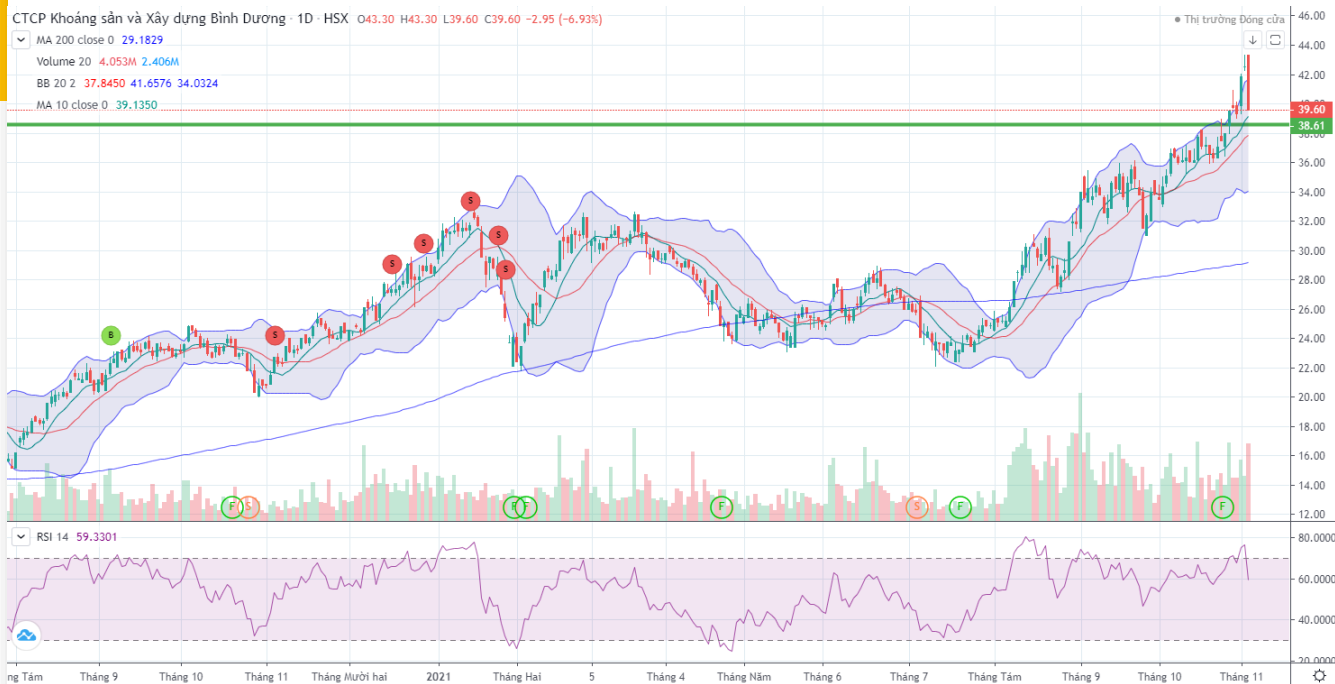 CTCP Khoáng sản và Xây dựng Bình Dương · 1D · HSX O43.30 H43.30 L39.60 C39.60 −2.95 (−6.93%)
Thị trường Đóng cửa
MA 200 close 0 29.1829
Volume 20 4.053M 2.406M
BB 20 2 37.8450 41.6576 34.0324
MA 10 close 0 39.1350
46.00
44.00
42.00
39.60
38.61
36.00
34.00
32.00
30.00
28.00
26.00
24.00
22.00
20.00
18.00
16.00
14.00
12.00
B
S
S
S
S
S
S
F
S
F
F
F
S
F
F
RSI 14 59.3301
80.0000
60.0000
40.0000
20.0000
ng Tám Tháng 9 Tháng 10 Tháng 11 Tháng Mười hai 2021 Tháng Hai 5 Tháng 4 Tháng Năm Tháng 6 Tháng 7 Tháng Tám Tháng 9 Tháng 10 Tháng 11